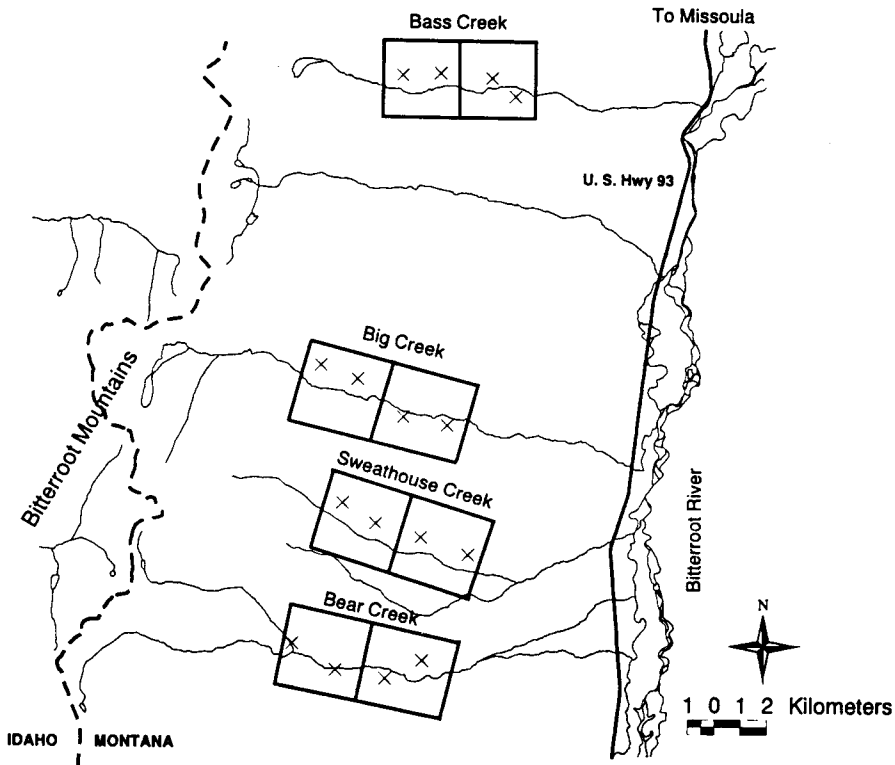 To Missoula
Bass Creek
U. S. Hwy 93
Big Creek
Bitterroot Mountains
Sweathouse Creek
Bitterroot River
Bear Creek
N
1 0 1 2 Kilometers
IDAHO MONTANA